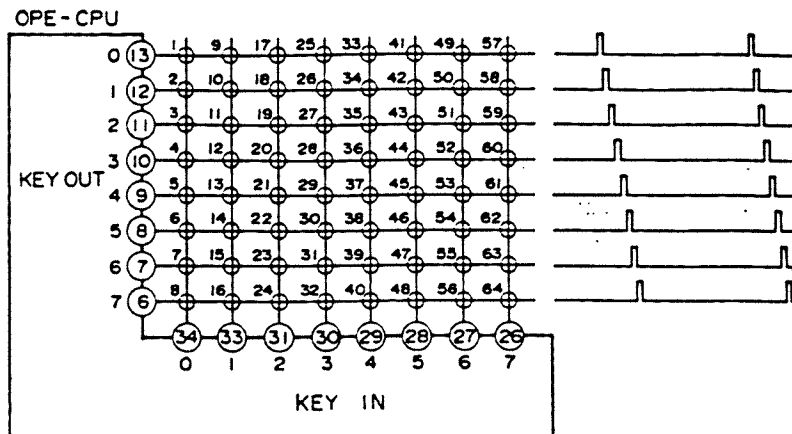 OPE-CPU
0 13 1 9 17 25 33 41 49 57
1 12 2 10 18 26 34 42 50 58
2 11 3 11 19 27 35 43 51 59
3 10 4 12 20 28 36 44 52 60
KEY OUT
4 9 5 13 21 29 37 45 53 61
5 8 6 14 22 30 38 46 54 62
6 7 7 15 23 31 39 47 55 63
7 6 8 16 24 32 40 48 56 64
34 33 31 30 29 28 27 26
0 1 2 3 4 5 6 7
KEY IN